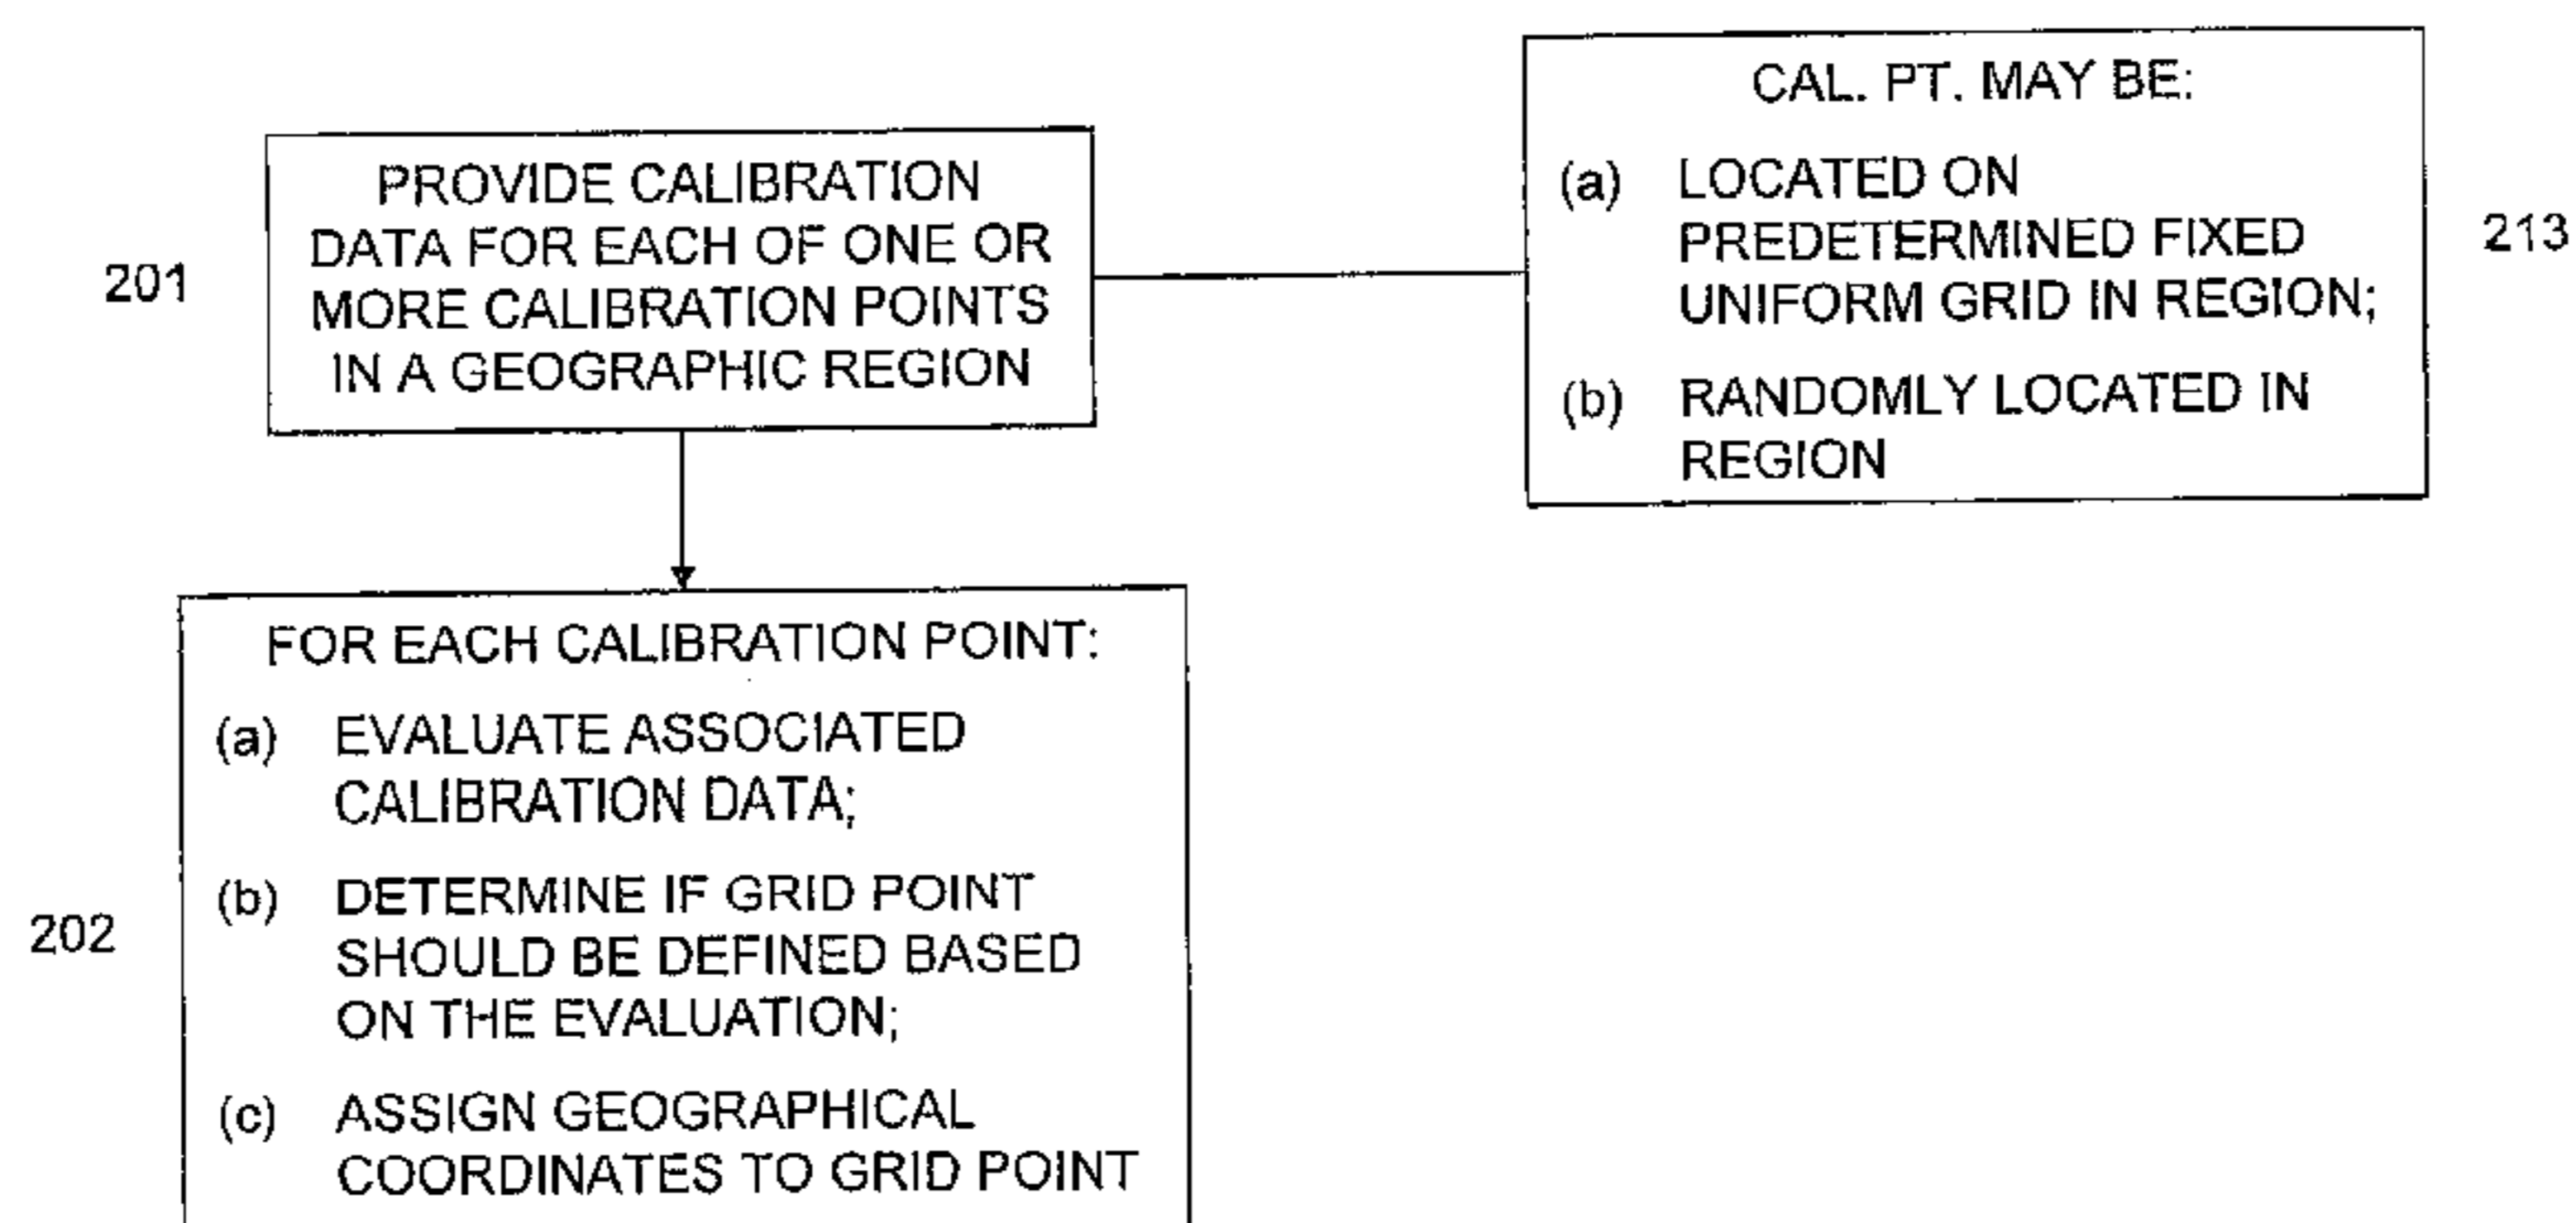 201
PROVIDE CALIBRATION
DATA FOR EACH OF ONE OR
MORE CALIBRATION POINTS
IN A GEOGRAPHIC REGION
CAL. PT. MAY BE:
(a) LOCATED ON
PREDETERMINED FIXED
UNIFORM GRID IN REGION;
(b) RANDOMLY LOCATED IN
REGION
213
202
FOR EACH CALIBRATION POINT:
(a) EVALUATE ASSOCIATED
CALIBRATION DATA;
(b) DETERMINE IF GRID POINT
SHOULD BE DEFINED BASED
ON THE EVALUATION;
(c) ASSIGN GEOGRAPHICAL
COORDINATES TO GRID POINT